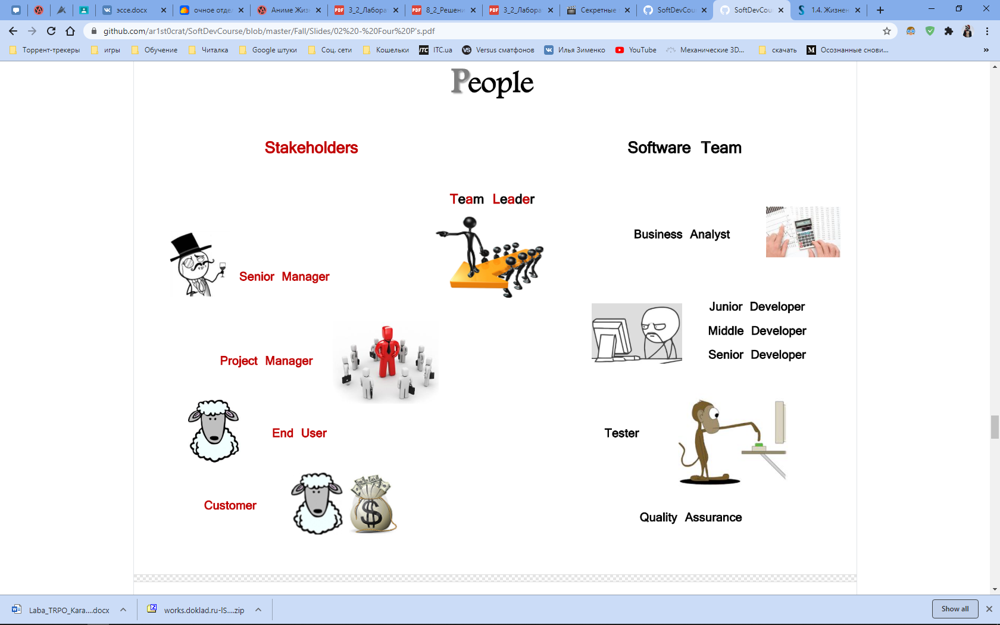 эссе.docx
очное отдел
Аниме Жиз
3_2_Лабора
8_2_Решени
3_2_Лабора
Секретные
SoftDevCou
SoftDevCou
1.4. Жизнен
github.com/ar1st0crat/SoftDevCourse/blob/master/Fall/Slides/02%20-%20Four%20P's.pdf
Торрент-трекеры
игры
Обучение
Читалка
Google штуки
Соц. сети
Кошельки
ITC.ua
Versus сматфонов
Илья Зименко
YouTube
Механические 3D...
скачать
Осознанные снови...
People
Stakeholders
Software Team
Team Leader
Business Analyst
Senior Manager
Junior Developer
Middle Developer
Senior Developer
Project Manager
End User
Tester
Customer
Quality Assurance
Laba_TRPO_Kara....docx
works.doklad.ru-lS....zip
Show all